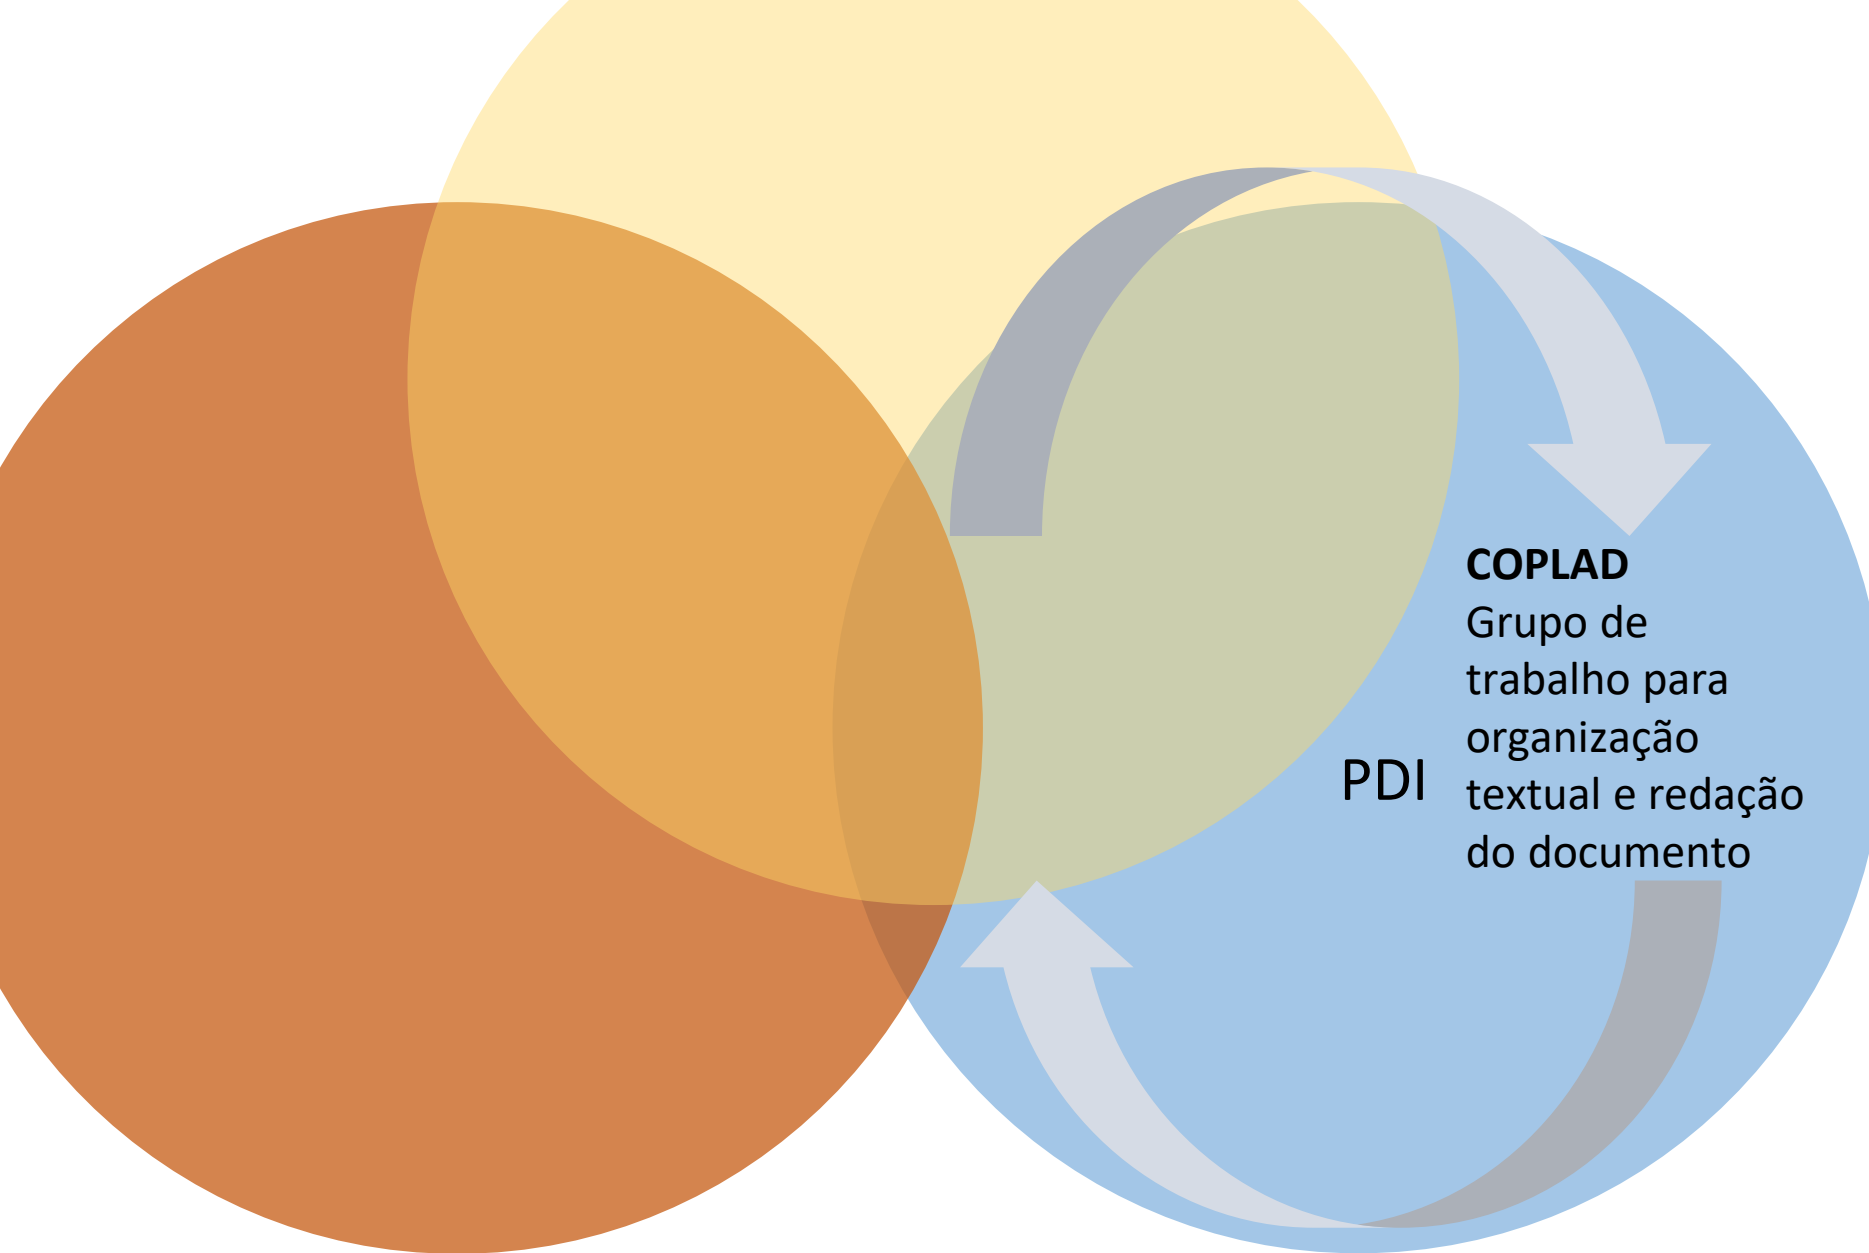 COPLAD
Grupo de
trabalho para
organização
textual e redação
do documento
PDI